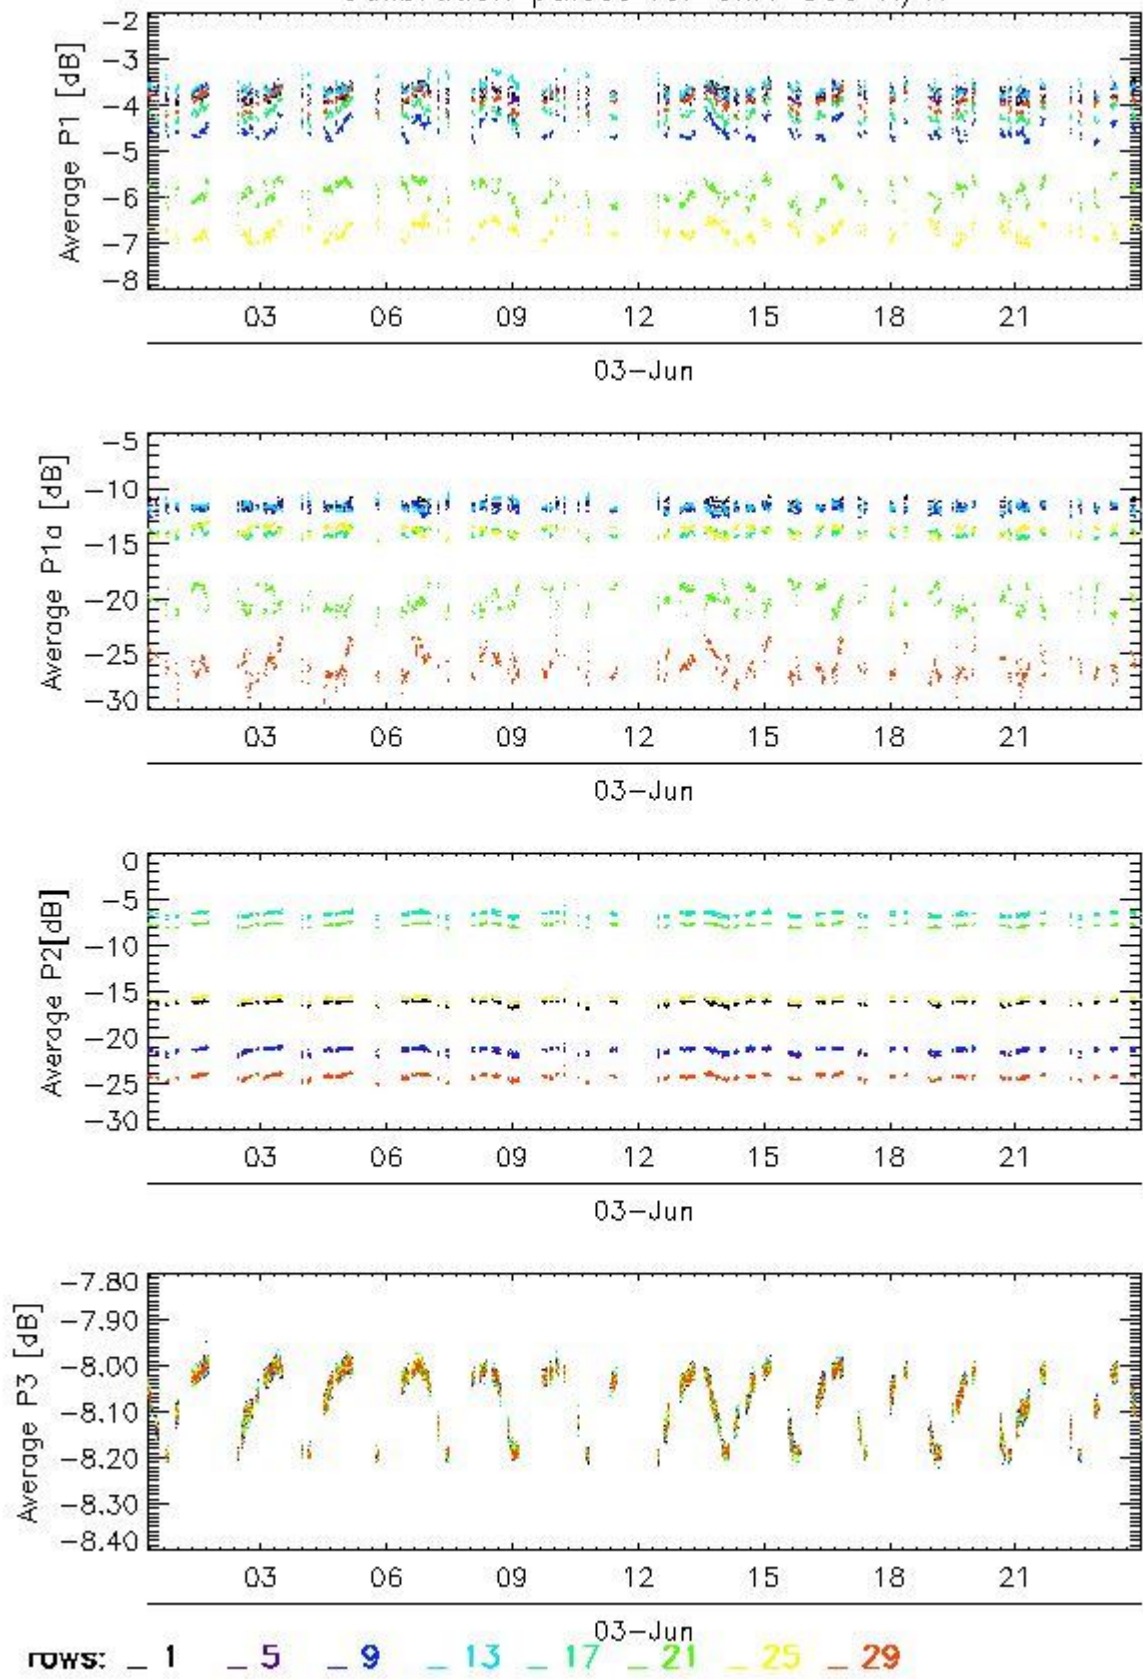 Average P1 [dB]
-2
-3
-4
-5
-6
-7
-8
03 06 09 12 15 18 21
03-Jun
Average P1a [dB]
-5
-10
-15
-20
-25
-30
03 06 09 12 15 18 21
03-Jun
Average P2[dB]
0
-5
-10
-15
-20
-25
-30
03 06 09 12 15 18 21
03-Jun
Average P3 [dB]
-7.80
-7.90
-8.00
-8.10
-8.20
-8.30
-8.40
03 06 09 12 15 18 21
03-Jun
rows: _ 1 _ 5 _ 9 _ 13 _ 17 _ 21 _ 25 _ 29